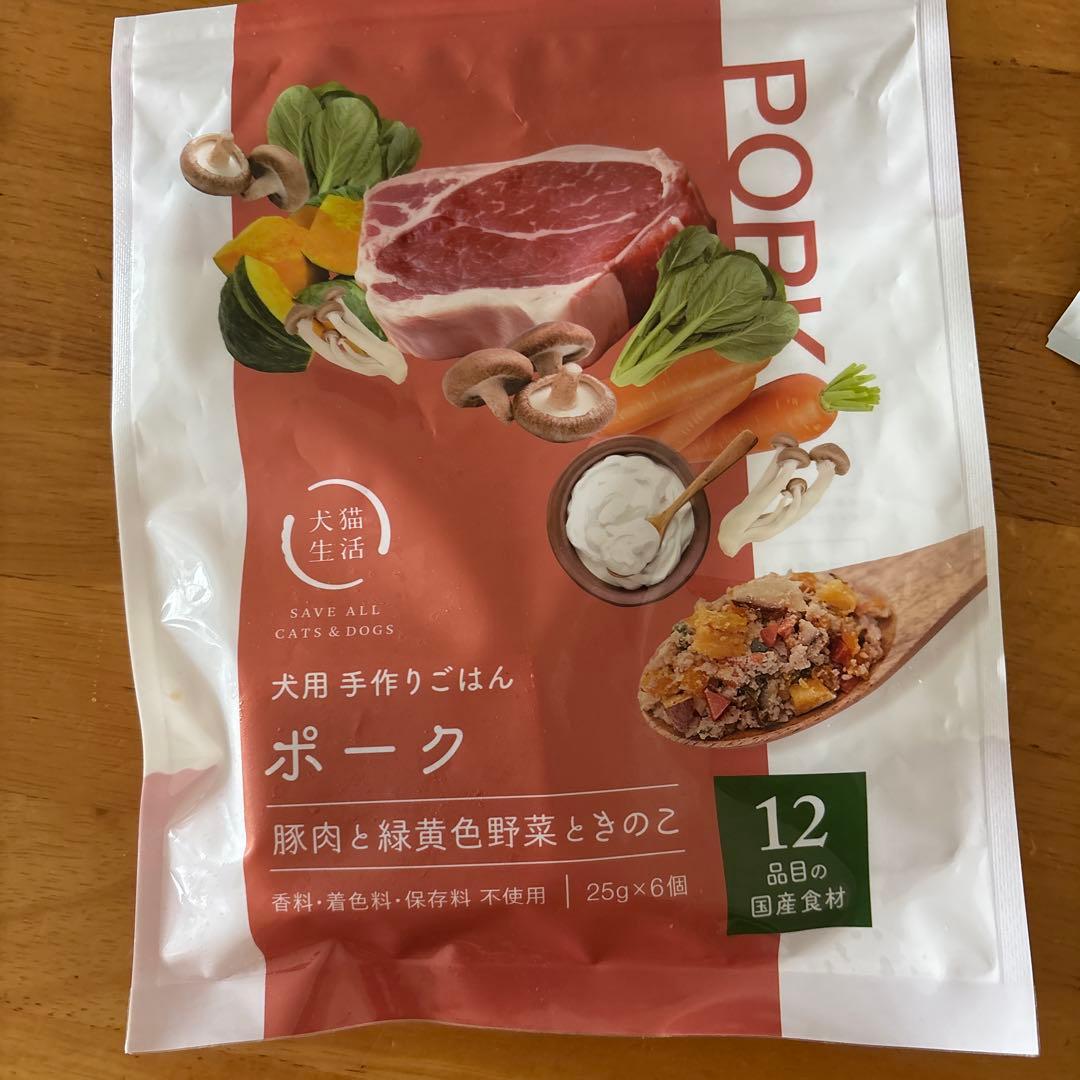 PORK
犬猫
生活
SAVE ALL
CATS & DOGS
犬用 手作りごはん
ポーク
豚肉と緑黄色野菜ときのこ
香料・着色料・保存料 不使用 | 25g×6個
12
品目の
国産食材